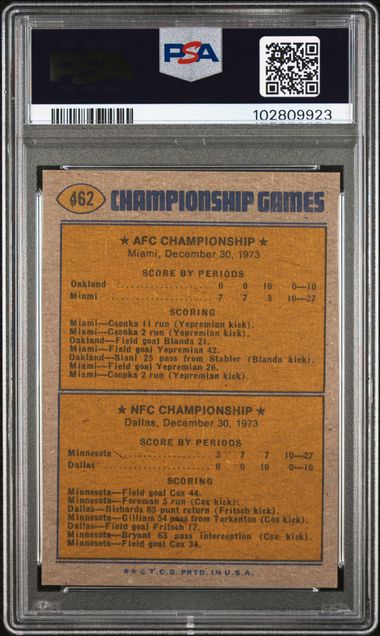 PSA
PSA
102809923
462 CHAMPIONSHIP GAMES
★ AFC CHAMPIONSHIP ★
Miami, December 30, 1973
SCORE BY PERIODS
Oakland 0 0 10 0—10
Miami 7 7 3 10—27
SCORING
Miami—Csonka 11 run (Yepremian kick).
Miami—Csonka 2 run (Yepremian kick).
Oakland—Field goal Blanda 21.
Miami—Field goal Yepremian 42.
Oakland—Siani 25 pass from Stabler (Blanda kick).
Miami—Field goal Yepremian 26.
Miami—Csonka 2 run (Yepremian kick).
★ NFC CHAMPIONSHIP ★
Dallas, December 30, 1973
SCORE BY PERIODS
Minnesota 3 7 7 10—27
Dallas 0 0 10 0—10
SCORING
Minnesota—Field goal Cox 44.
Minnesota—Foreman 5 run (Cox kick).
Dallas—Richards 63 punt return (Fritsch kick).
Minnesota—Gilliam 54 pass from Tarkenton (Cox kick).
Dallas—Field goal Fritsch 17.
Minnesota—Bryant 63 pass interception (Cox kick).
Minnesota—Field goal Cox 34.
★★ © T.C.G. PRTD. IN U.S.A.